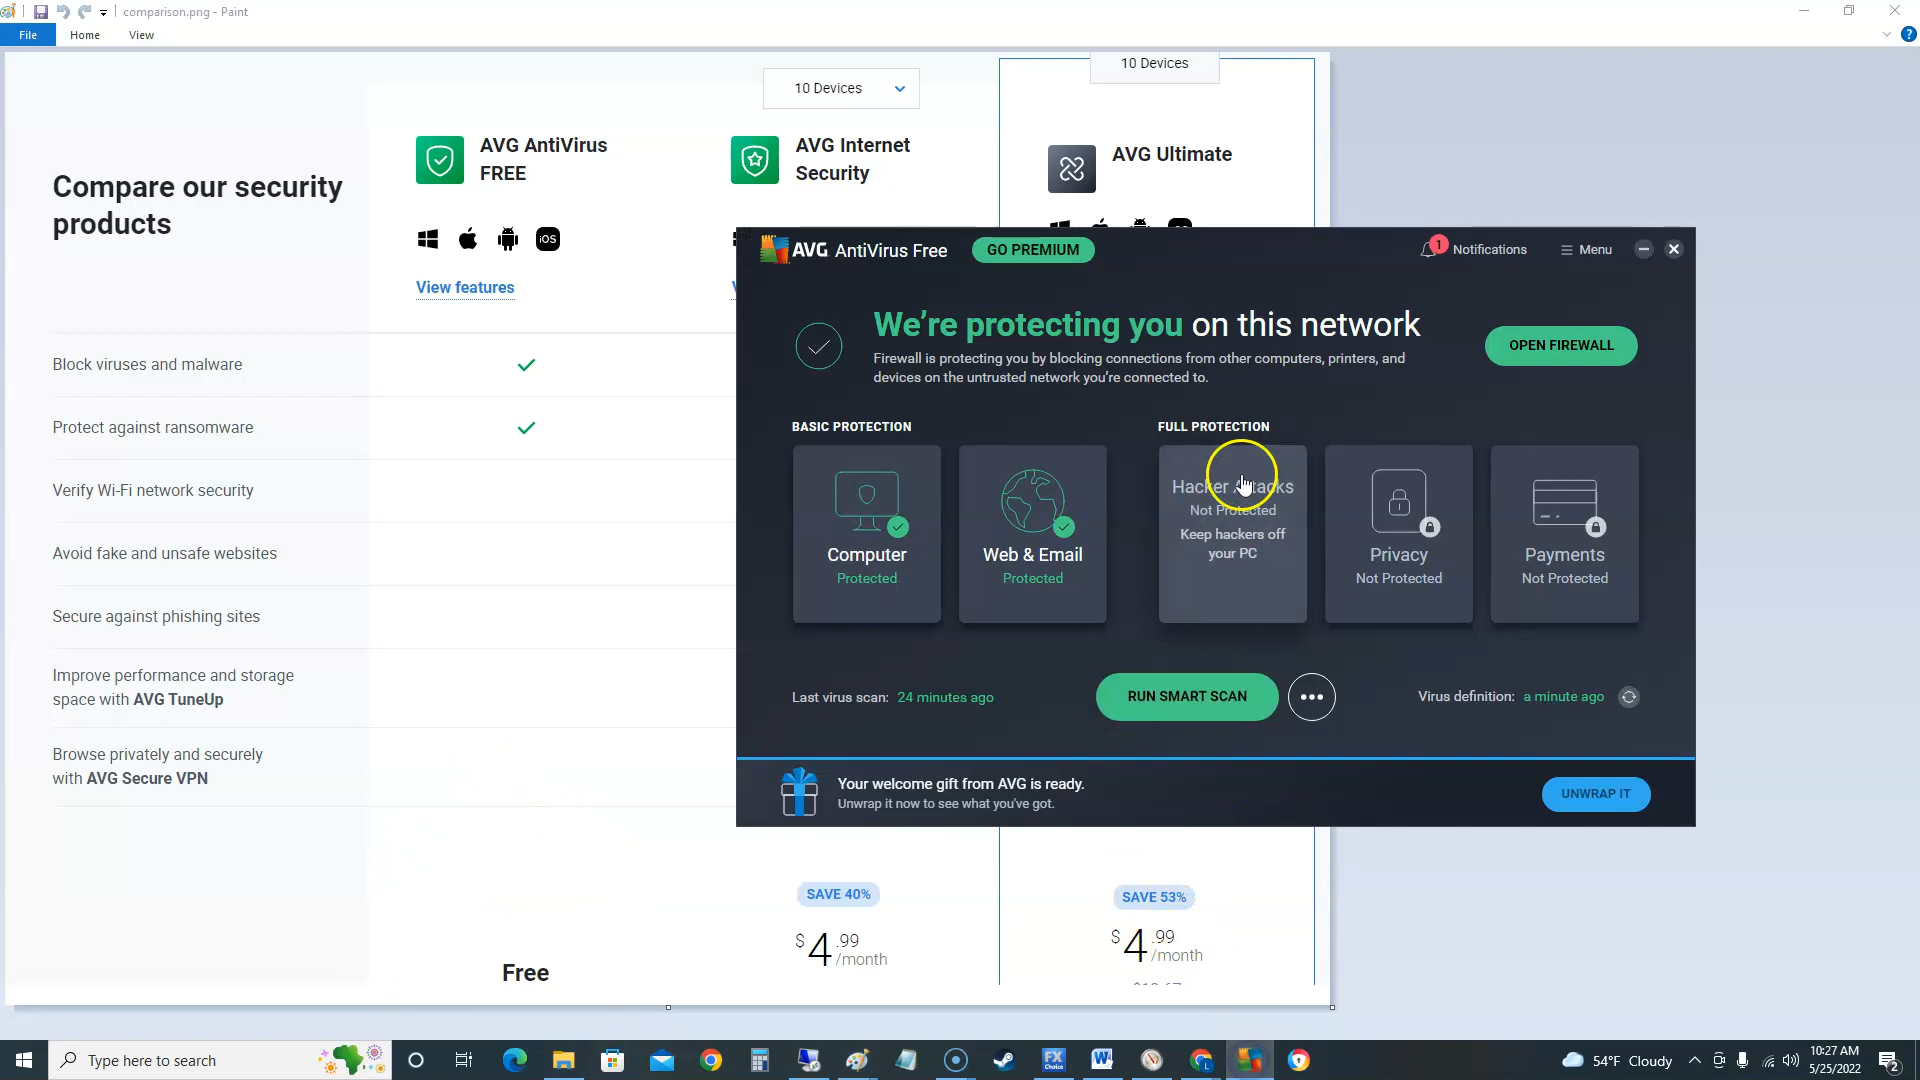 comparison.png - Paint
File Home View
10 Devices
10 Devices
Compare our security
products
AVG AntiVirus
FREE
iOS
View features
AVG Internet
Security
AVG Ultimate
Block viruses and malware
Protect against ransomware
Verify Wi-Fi network security
Avoid fake and unsafe websites
Secure against phishing sites
Improve performance and storage
space with AVG TuneUp
Browse privately and securely
with AVG Secure VPN
Free
SAVE 40%
$4.99
/month
SAVE 53%
$4.99
/month
AVG AntiVirus Free
GO PREMIUM
1
Notifications
Menu
We're protecting you on this network
Firewall is protecting you by blocking connections from other computers, printers, and
devices on the untrusted network you're connected to.
OPEN FIREWALL
BASIC PROTECTION
FULL PROTECTION
Computer
Protected
Web & Email
Protected
Hacker Attacks
Not Protected
Keep hackers off
your PC
Privacy
Not Protected
Payments
Not Protected
Last virus scan: 24 minutes ago
RUN SMART SCAN
Virus definition: a minute ago
Your welcome gift from AVG is ready.
Unwrap it now to see what you've got.
UNWRAP IT
Type here to search
FX
Choice
54°F Cloudy
10:27 AM
5/25/2022
2